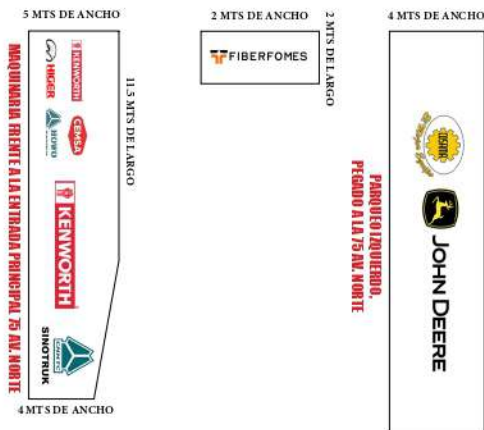 5 MTS DE ANCHO
KENWORTH
HIGER
CEMSA
HOWO
KENWORTH
SINOTRUK
11.5 MTS DE LARGO
MAQUINARIA FRENTE A LA ENTRADA PRINCIPAL 75 AV. NORTE
4 MTS DE ANCHO
2 MTS DE ANCHO
FIBERFOMES
2 MTS DE LARGO
4 MTS DE ANCHO
JOHN DEERE
PARQUEO IZQUIERDO,
PEGADO A LA 75 AV. NORTE